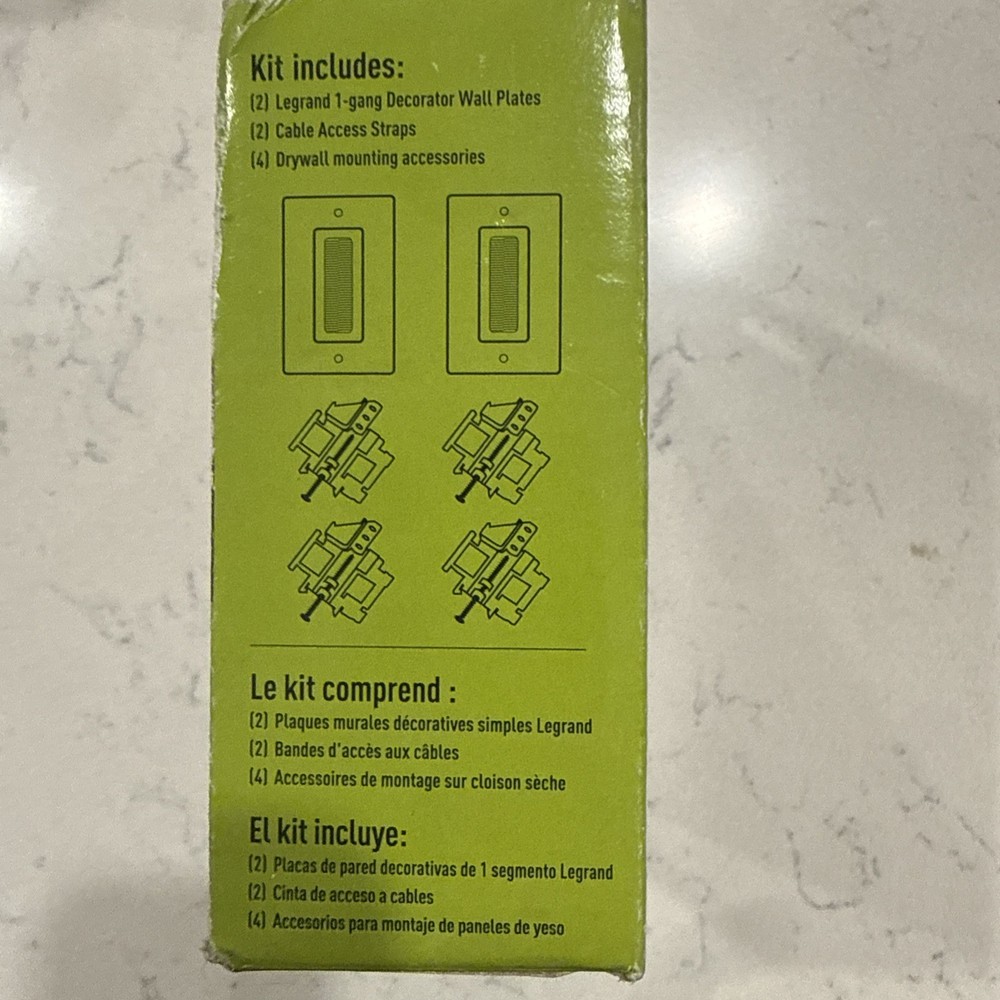 Kit includes:
(2) Legrand 1-gang Decorator Wall Plates
(2) Cable Access Straps
(4) Drywall mounting accessories
Le kit comprend :
(2) Plaques murales décoratives simples Legrand
(2) Bandes d'accès aux câbles
(4) Accessoires de montage sur cloison sèche
El kit incluye:
(2) Placas de pared decorativas de 1 segmento Legrand
(2) Cinta de acceso a cables
(4) Accesorios para montaje de paneles de yeso